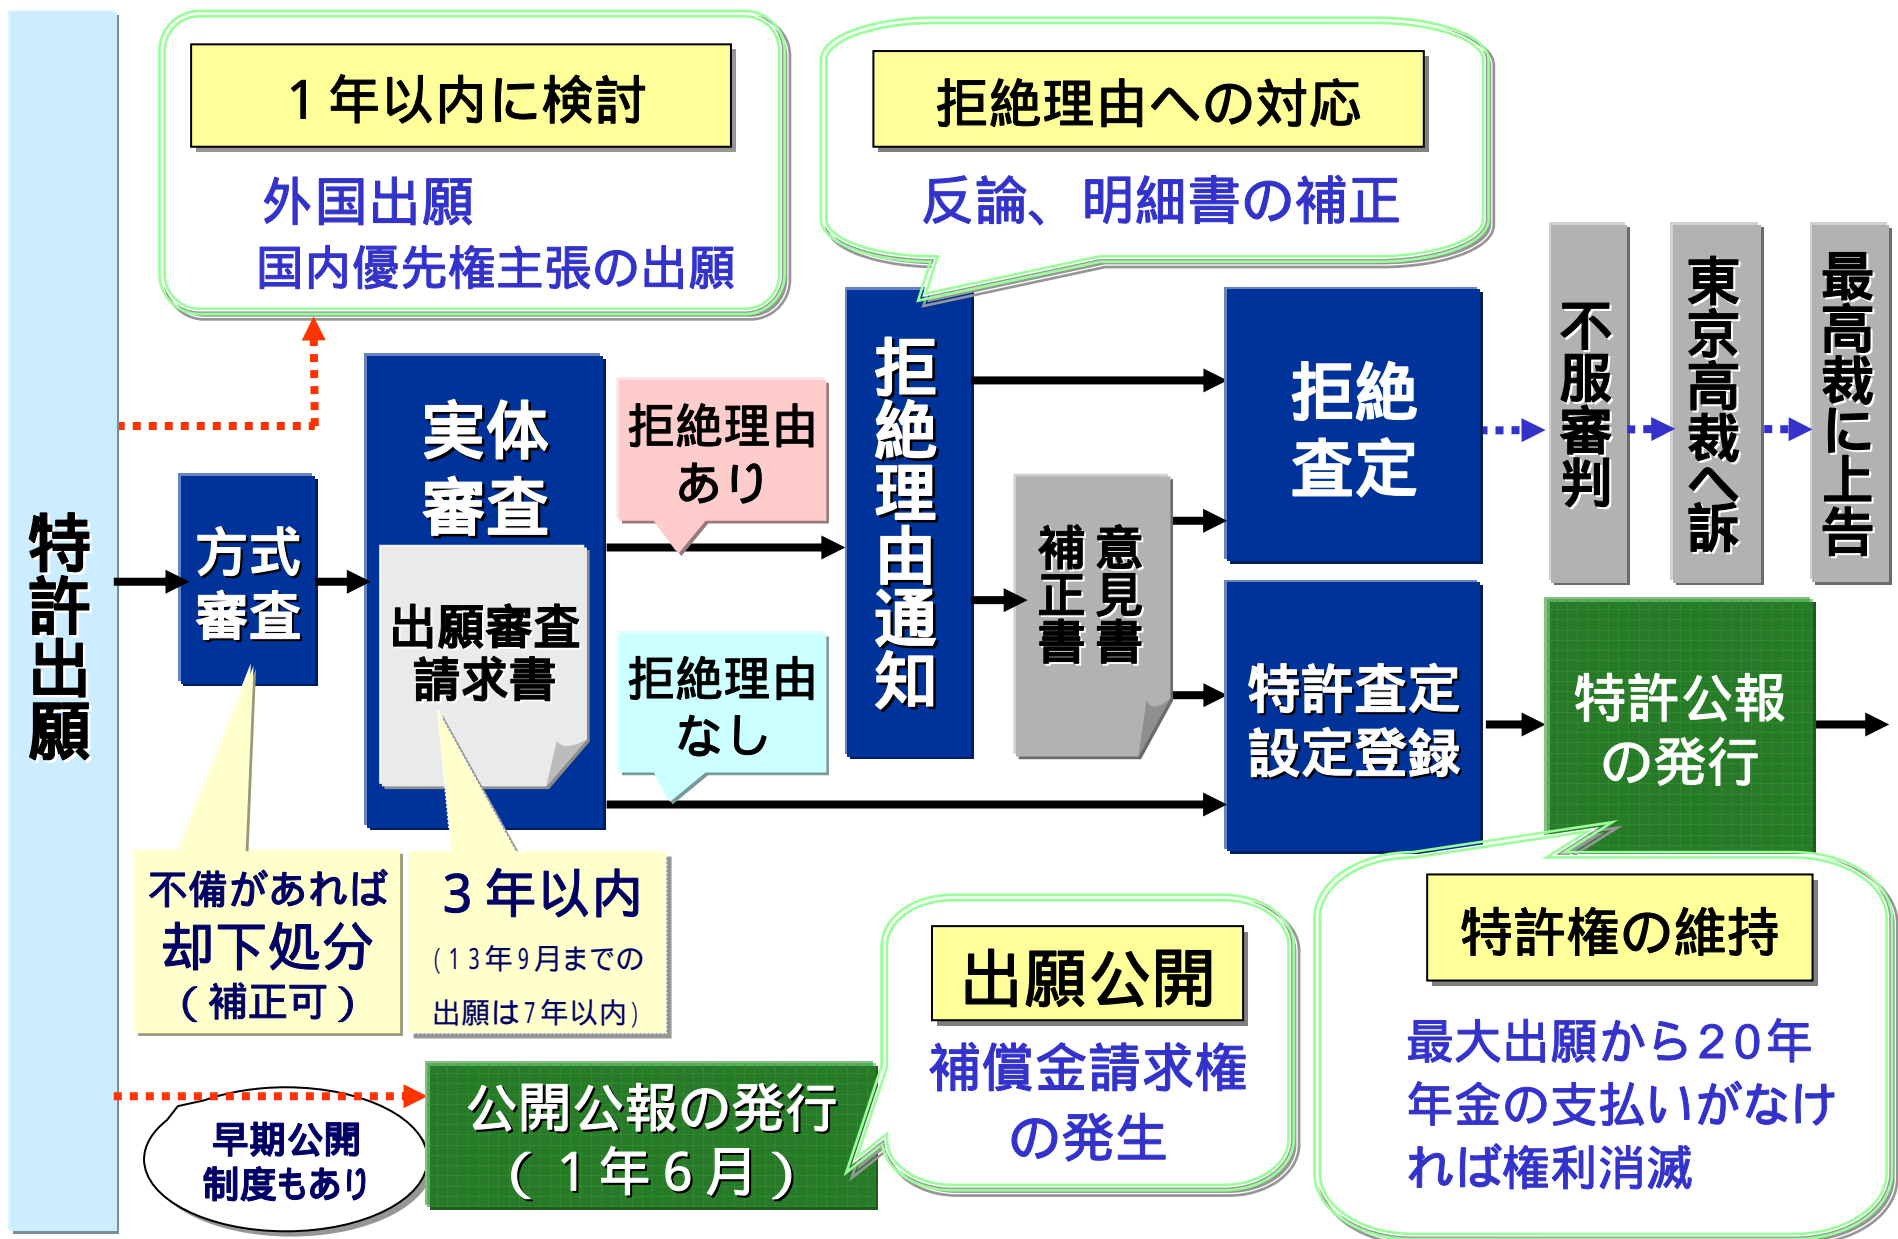 特許出願
１年以内に検討
外国出願
国内優先権主張の出願
拒絶理由への対応
反論、明細書の補正
方式
審査
実体
審査
出願審査
請求書
拒絶理由
あり
拒絶理由
なし
拒絶理由通知
意見書
補正書
拒絶
査定
不服審判
東京高裁へ訴
最高裁に上告
特許査定
設定登録
特許公報
の発行
不備があれば
却下処分
（補正可）
３年以内
(13年9月までの
出願は7年以内)
早期公開
制度もあり
公開公報の発行
（１年６月）
出願公開
補償金請求権
の発生
特許権の維持
最大出願から20年
年金の支払いがなけ
れば権利消滅